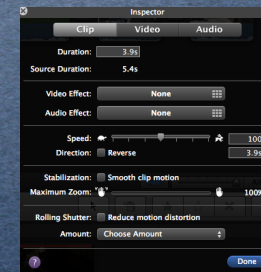 Inspector
Clip Video Audio
Duration: 3.9s
Source Duration: 5.4s
Video Effect: None
Audio Effect: None
Speed: 100
Direction: Reverse 3.9s
Stabilization: Smooth clip motion
Maximum Zoom: 100%
Rolling Shutter: Reduce motion distortion
Amount: Choose Amount
? Done